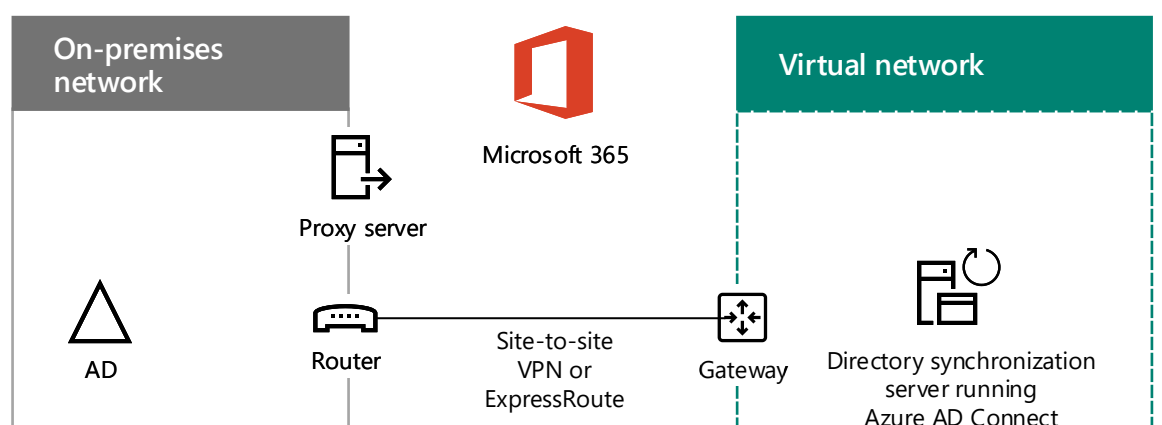 On-premises
network
Virtual network
Microsoft 365
Proxy server
AD
Router
Site-to-site
VPN or
ExpressRoute
Gateway
Directory synchronization
server running
Azure AD Connect